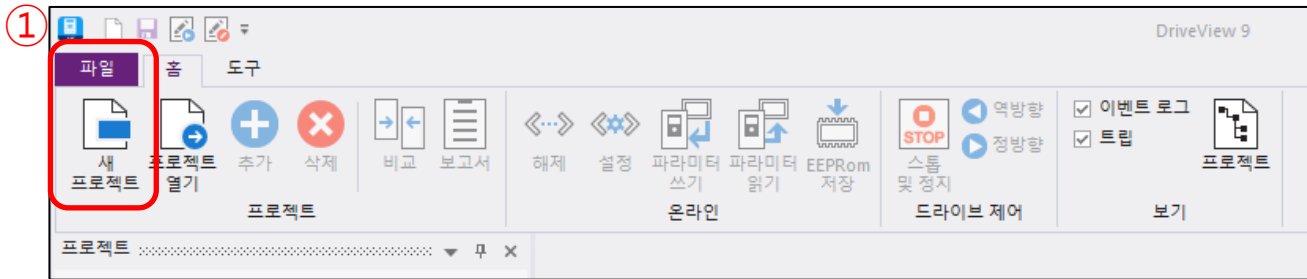 ①
DriveView 9
파일 홈 도구
새 프로젝트
프로젝트 열기
추가
삭제
비교
보고서
프로젝트
해제
설정
파라미터 쓰기
파라미터 읽기
EEPRom 저장
온라인
STOP
스톱 및 정지
역방향
정방향
드라이브 제어
이벤트 로그
트립
프로젝트
보기
프로젝트